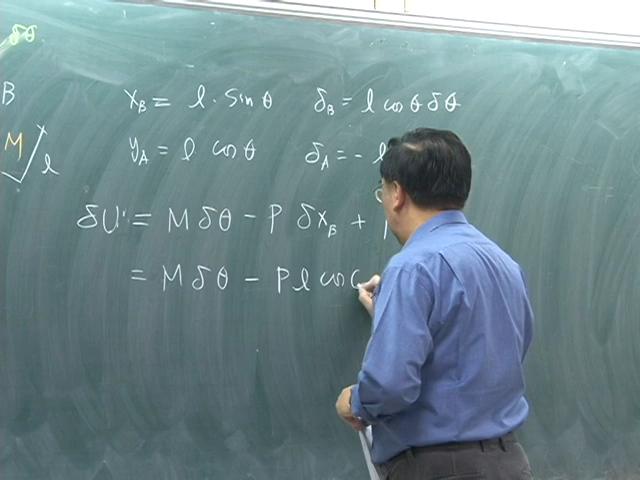 δθ
B
x_B = l · sin θ   δ_B = l cos θ δθ
M
l
y_A = l cos θ   δ_A = - l
δU' = M δθ - P δx_B +
= M δθ - P l cos